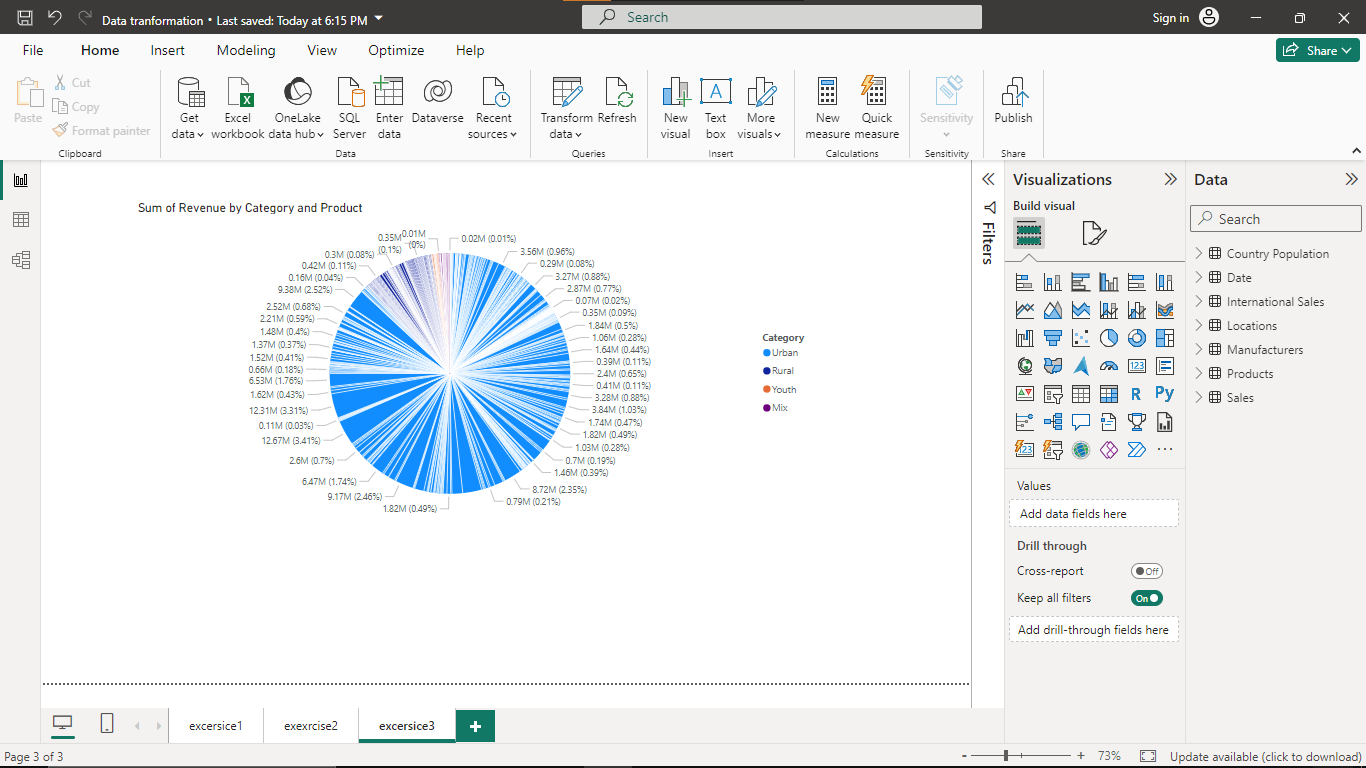 Data tranformation • Last saved: Today at 6:15 PM
Search
Sign in
File Home Insert Modeling View Optimize Help
Share
Paste
Cut
Copy
Format painter
Clipboard
Get data
Excel workbook
OneLake data hub
SQL Server
Enter data
Dataverse
Recent sources
Data
Transform data
Refresh
Queries
New visual
Text box
More visuals
Insert
New measure
Quick measure
Calculations
Sensitivity
Sensitivity
Publish
Share
Sum of Revenue by Category and Product
0.02M (0.01%)
3.56M (0.96%)
0.29M (0.08%)
3.27M (0.88%)
2.87M (0.77%)
0.07M (0.02%)
0.35M (0.09%)
1.84M (0.5%)
1.06M (0.28%)
1.64M (0.44%)
0.39M (0.11%)
2.4M (0.65%)
0.41M (0.11%)
3.28M (0.88%)
3.84M (1.03%)
1.74M (0.47%)
1.82M (0.49%)
1.03M (0.28%)
0.7M (0.19%)
1.46M (0.39%)
8.72M (2.35%)
0.79M (0.21%)
1.82M (0.49%)
9.17M (2.46%)
6.47M (1.74%)
2.6M (0.7%)
12.67M (3.41%)
0.11M (0.03%)
12.31M (3.31%)
1.62M (0.43%)
6.53M (1.76%)
0.66M (0.18%)
1.52M (0.41%)
1.37M (0.37%)
1.48M (0.4%)
2.21M (0.59%)
2.52M (0.68%)
9.38M (2.52%)
0.16M (0.04%)
0.42M (0.11%)
0.3M (0.08%)
0.35M
(0.1%)
0.01M
(0%)
Category
Urban
Rural
Youth
Mix
Filters
Visualizations
Build visual
123
R
Py
123
Values
Add data fields here
Drill through
Cross-report
Off
Keep all filters
On
Add drill-through fields here
Data
Search
Country Population
Date
International Sales
Locations
Manufacturers
Products
Sales
excersice1
exexrcise2
excersice3
+
Page 3 of 3
- + 73%
Update available (click to download)